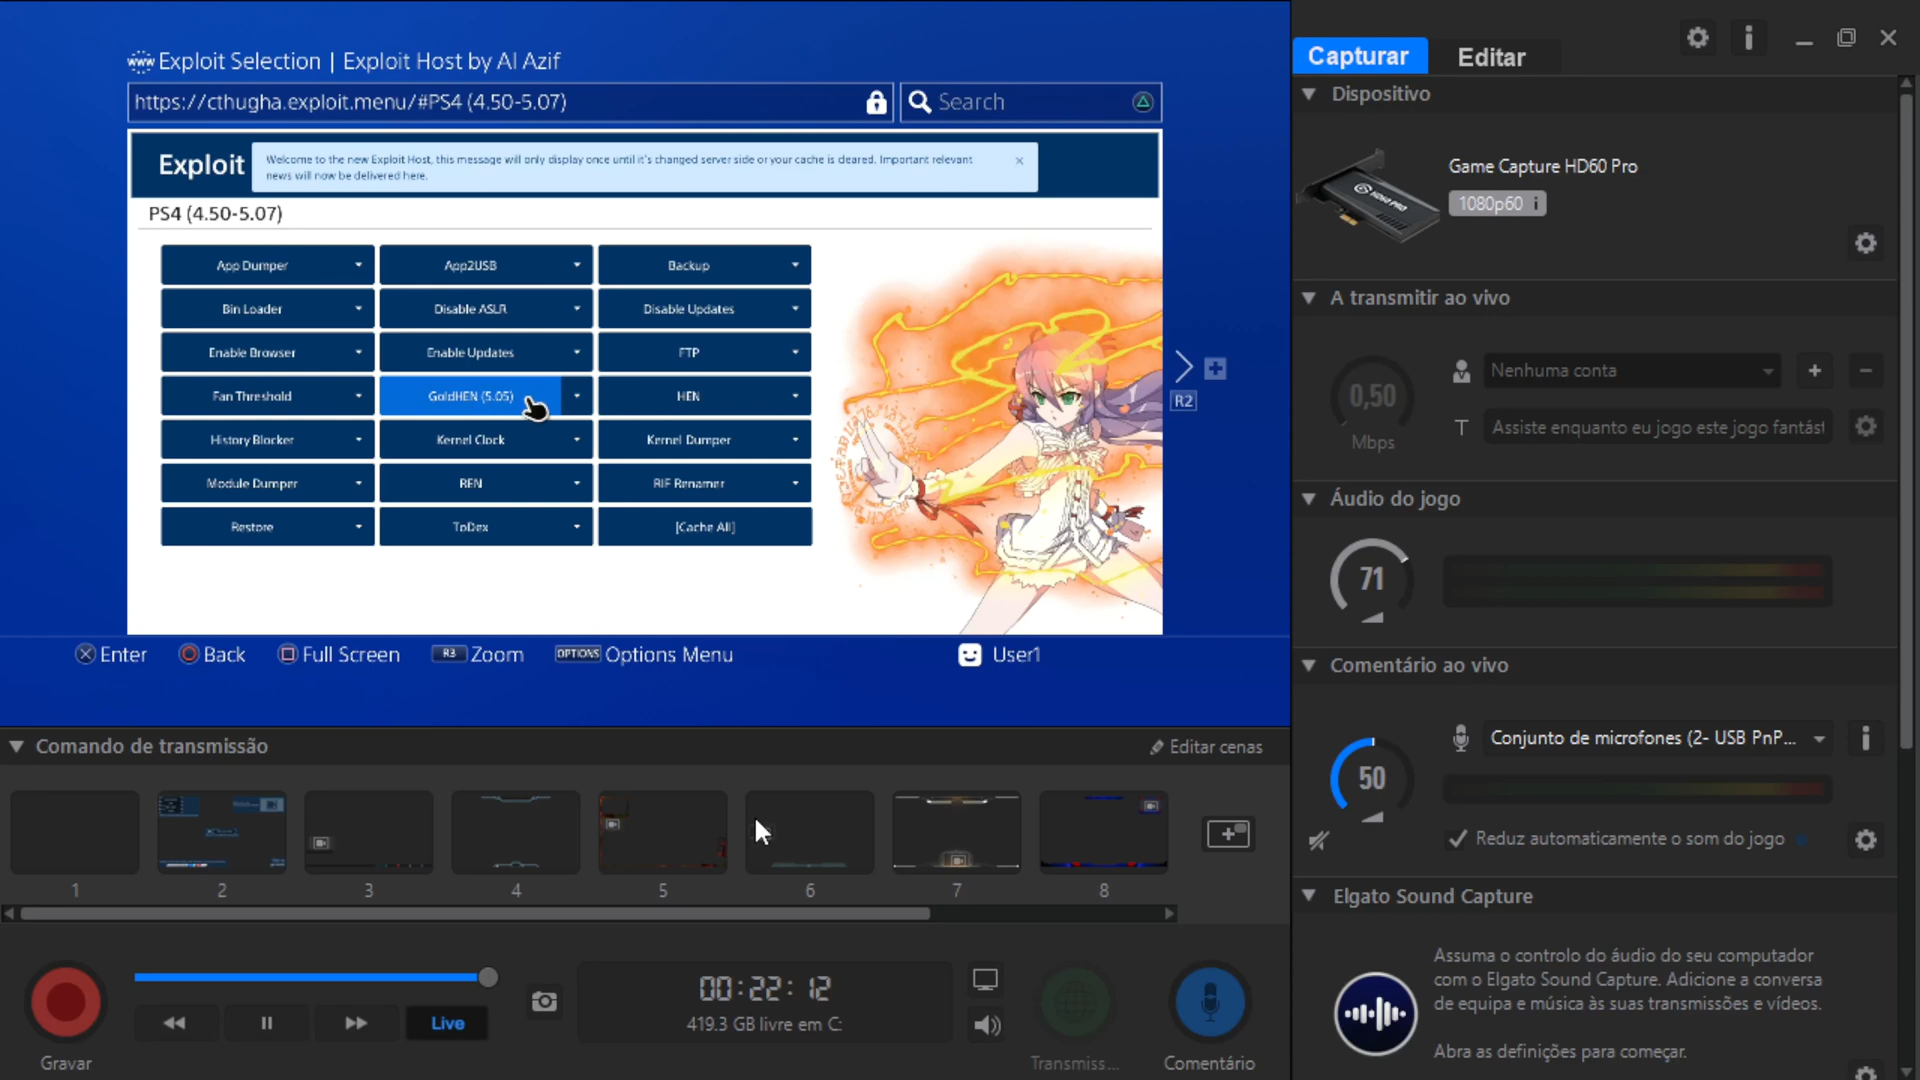 www Exploit Selection | Exploit Host by Al Azif
https://cthugha.exploit.menu/#PS4 (4.50-5.07)
Search
Exploit
Welcome to the new Exploit Host, this message will only display once until it's changed server side or your cache is cleared. Important relevant
news will now be delivered here.
PS4 (4.50-5.07)
App Dumper
App2USB
Backup
Bin Loader
Disable ASLR
Disable Updates
Enable Browser
Enable Updates
FTP
Fan Threshold
GoldHEN (5.05)
HEN
History Blocker
Kernel Clock
Kernel Dumper
Module Dumper
REN
RIF Renamer
Restore
ToDex
[Cache All]
R2
Enter
Back
Full Screen
R3 Zoom
OPTIONS Options Menu
User1
Comando de transmissão
Editar cenas
1
2
3
4
5
6
7
8
Gravar
Live
00:22:12
419.3 GB livre em C:
Transmiss...
Comentário
Capturar
Editar
Dispositivo
Game Capture HD60 Pro
1080p60 i
HD60 PRO
A transmitir ao vivo
0,50
Mbps
Nenhuma conta
T
Assiste enquanto eu jogo este jogo fantást
Áudio do jogo
71
Comentário ao vivo
50
Conjunto de microfones (2- USB PnP...
Reduz automaticamente o som do jogo
Elgato Sound Capture
Assuma o controlo do áudio do seu computador
com o Elgato Sound Capture. Adicione a conversa
de equipa e música às suas transmissões e vídeos.
Abra as definições para começar.